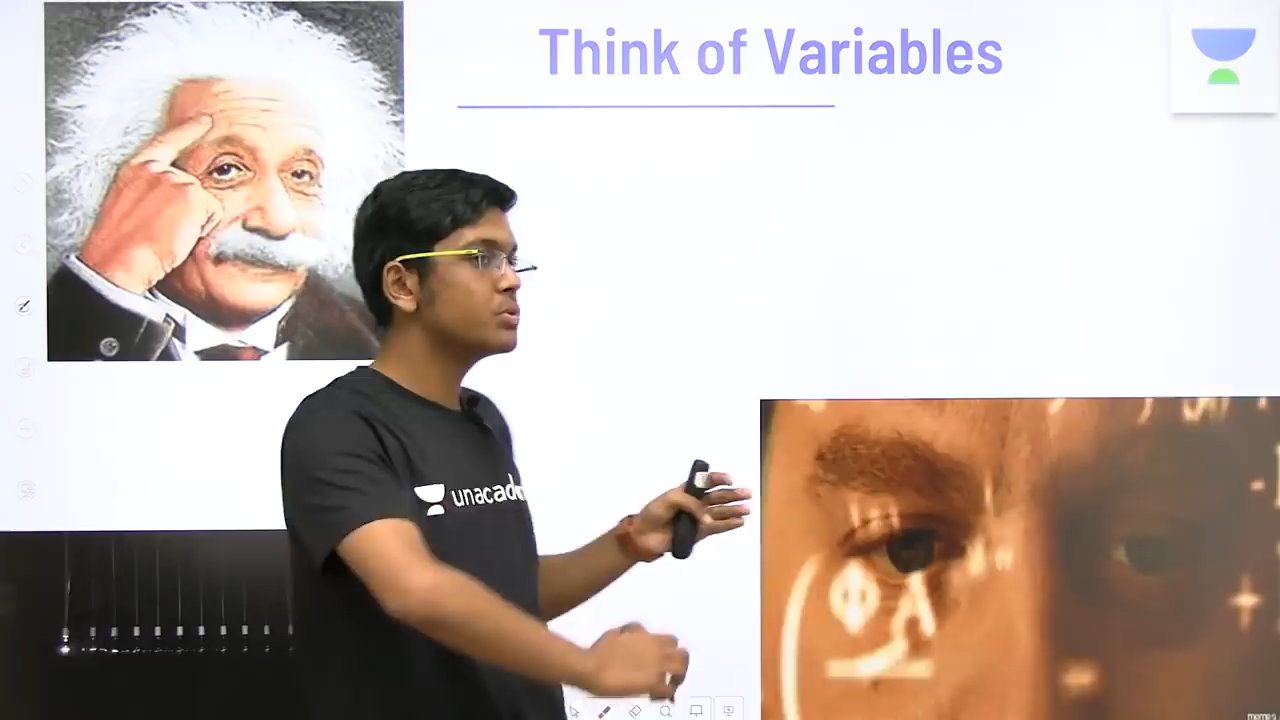 Think of Variables
unacad
Φ
λ